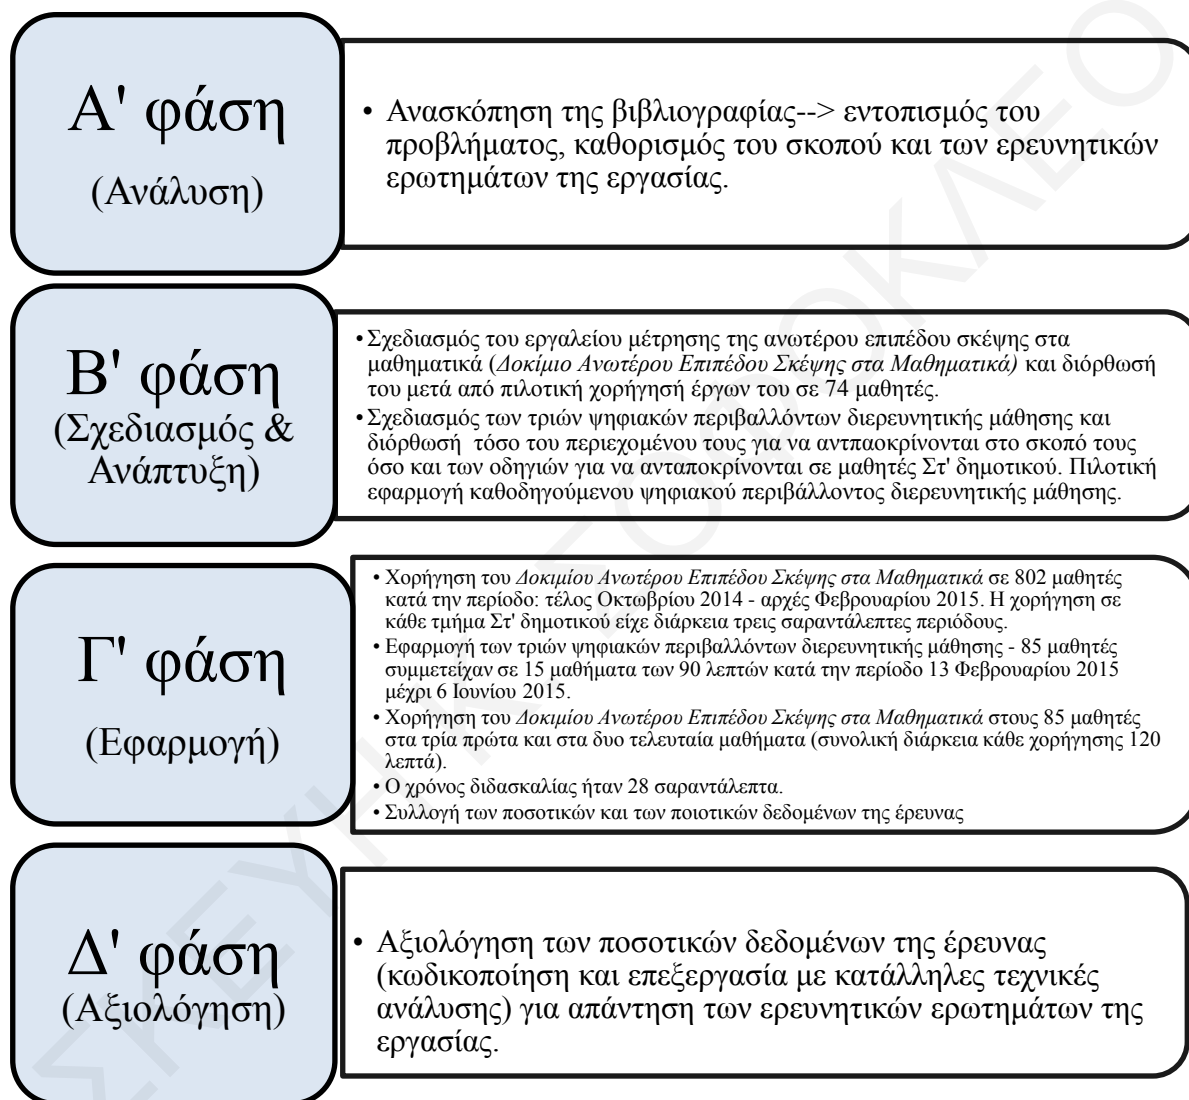 Α' φάση
(Ανάλυση)
• Ανασκόπηση της βιβλιογραφίας--> εντοπισμός του
προβλήματος, καθορισμός του σκοπού και των ερευνητικών
ερωτημάτων της εργασίας.
Β' φάση
(Σχεδιασμός &
Ανάπτυξη)
• Σχεδιασμός του εργαλείου μέτρησης της ανωτέρου επιπέδου σκέψης στα
μαθηματικά (Δοκίμιο Ανωτέρου Επιπέδου Σκέψης στα Μαθηματικά) και διόρθωσή
του μετά από πιλοτική χορήγησή έργων του σε 74 μαθητές.
• Σχεδιασμός των τριών ψηφιακών περιβαλλόντων διερευνητικής μάθησης και
διόρθωσή τόσο του περιεχομένου τους για να αντπαοκρίνονται στο σκοπό τους
όσο και των οδηγιών για να ανταποκρίνονται σε μαθητές Στ' δημοτικού. Πιλοτική
εφαρμογή καθοδηγούμενου ψηφιακού περιβάλλοντος διερευνητικής μάθησης.
Γ' φάση
(Εφαρμογή)
• Χορήγηση του Δοκιμίου Ανωτέρου Επιπέδου Σκέψης στα Μαθηματικά σε 802 μαθητές
κατά την περίοδο: τέλος Οκτωβρίου 2014 - αρχές Φεβρουαρίου 2015. Η χορήγηση σε
κάθε τμήμα Στ' δημοτικού είχε διάρκεια τρεις σαραντάλεπτες περιόδους.
• Εφαρμογή των τριών ψηφιακών περιβαλλόντων διερευνητικής μάθησης - 85 μαθητές
συμμετείχαν σε 15 μαθήματα των 90 λεπτών κατά την περίοδο 13 Φεβρουαρίου 2015
μέχρι 6 Ιουνίου 2015.
• Χορήγηση του Δοκιμίου Ανωτέρου Επιπέδου Σκέψης στα Μαθηματικά στους 85 μαθητές
στα τρία πρώτα και στα δυο τελευταία μαθήματα (συνολική διάρκεια κάθε χορήγησης 120
λεπτά).
• Ο χρόνος διδασκαλίας ήταν 28 σαραντάλεπτα.
• Συλλογή των ποσοτικών και των ποιοτικών δεδομένων της έρευνας
Δ' φάση
(Αξιολόγηση)
• Αξιολόγηση των ποσοτικών δεδομένων της έρευνας
(κωδικοποίηση και επεξεργασία με κατάλληλες τεχνικές
ανάλυσης) για απάντηση των ερευνητικών ερωτημάτων της
εργασίας.